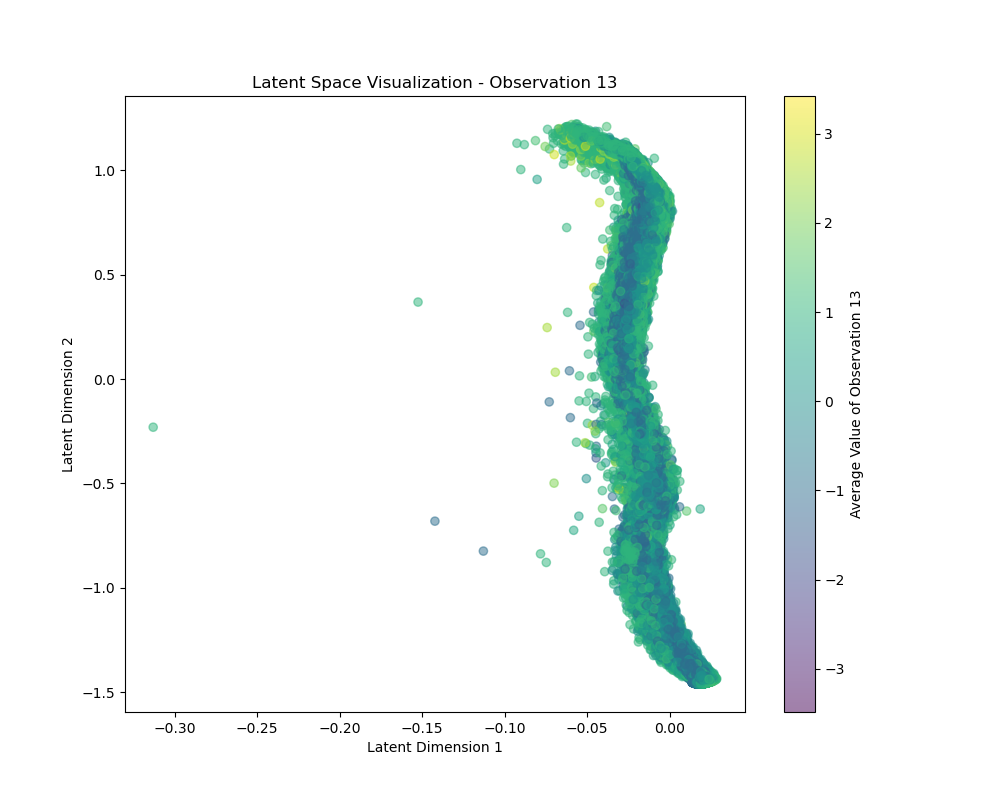 Latent Space Visualization - Observation 13
1.0
0.5
0.0
−0.5
−1.0
−1.5
Latent Dimension 2
−0.30 −0.25 −0.20 −0.15 −0.10 −0.05 0.00
Latent Dimension 1
3
2
1
0
−1
−2
−3
Average Value of Observation 13